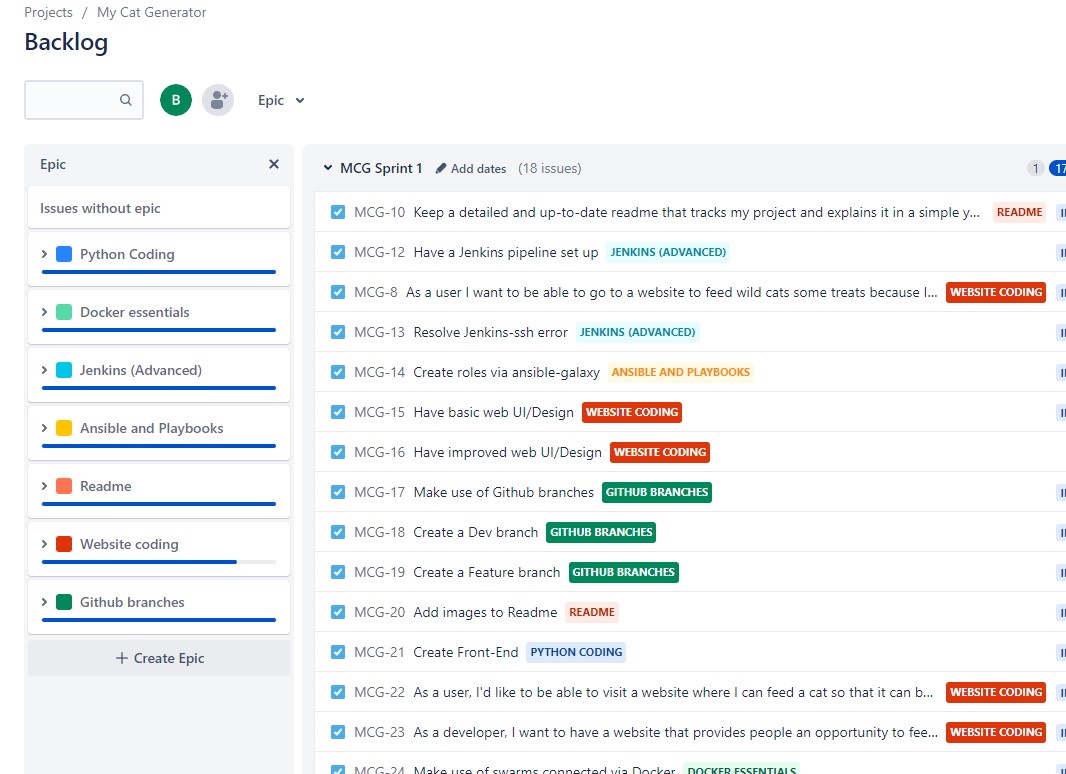 Projects / My Cat Generator
Backlog
B
Epic
Epic
Issues without epic
Python Coding
Docker essentials
Jenkins (Advanced)
Ansible and Playbooks
Readme
Website coding
Github branches
+ Create Epic
MCG Sprint 1 Add dates (18 issues) 1 17
MCG-10 Keep a detailed and up-to-date readme that tracks my project and explains it in a simple y... README
MCG-12 Have a Jenkins pipeline set up JENKINS (ADVANCED)
MCG-8 As a user I want to be able to go to a website to feed wild cats some treats because I... WEBSITE CODING
MCG-13 Resolve Jenkins-ssh error JENKINS (ADVANCED)
MCG-14 Create roles via ansible-galaxy ANSIBLE AND PLAYBOOKS
MCG-15 Have basic web UI/Design WEBSITE CODING
MCG-16 Have improved web UI/Design WEBSITE CODING
MCG-17 Make use of Github branches GITHUB BRANCHES
MCG-18 Create a Dev branch GITHUB BRANCHES
MCG-19 Create a Feature branch GITHUB BRANCHES
MCG-20 Add images to Readme README
MCG-21 Create Front-End PYTHON CODING
MCG-22 As a user, I'd like to be able to visit a website where I can feed a cat so that it can b... WEBSITE CODING
MCG-23 As a developer, I want to have a website that provides people an opportunity to fee... WEBSITE CODING
MCG-24 Make use of swarms connected via Docker DOCKER ESSENTIALS